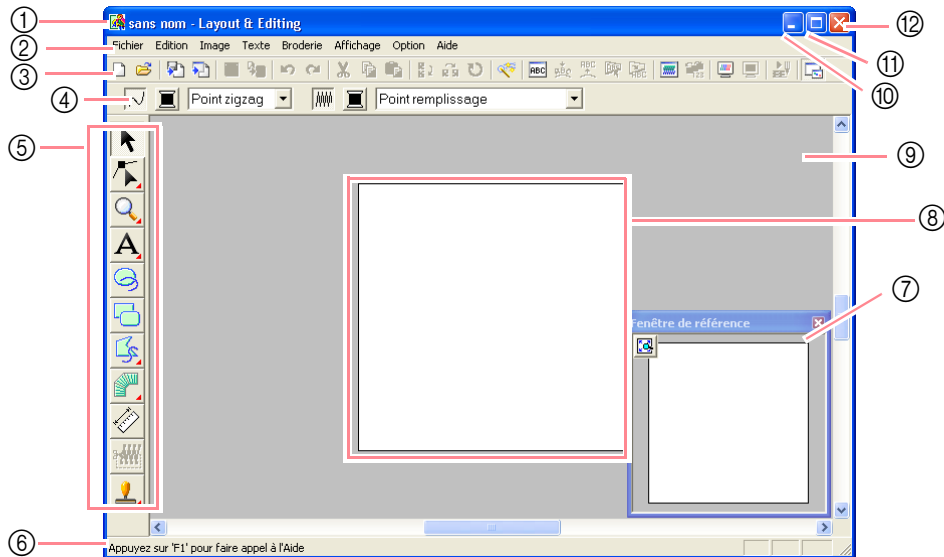 ① sans nom - Layout & Editing ⑫
② Fichier Edition Image Texte Broderie Affichage Option Aide ⑪
③ ABC ⑩
④ Point zigzag Point remplissage
⑤ ⑨
A
⑧
⑦
Fenêtre de référence
⑥ Appuyez sur 'F1' pour faire appel à l'Aide